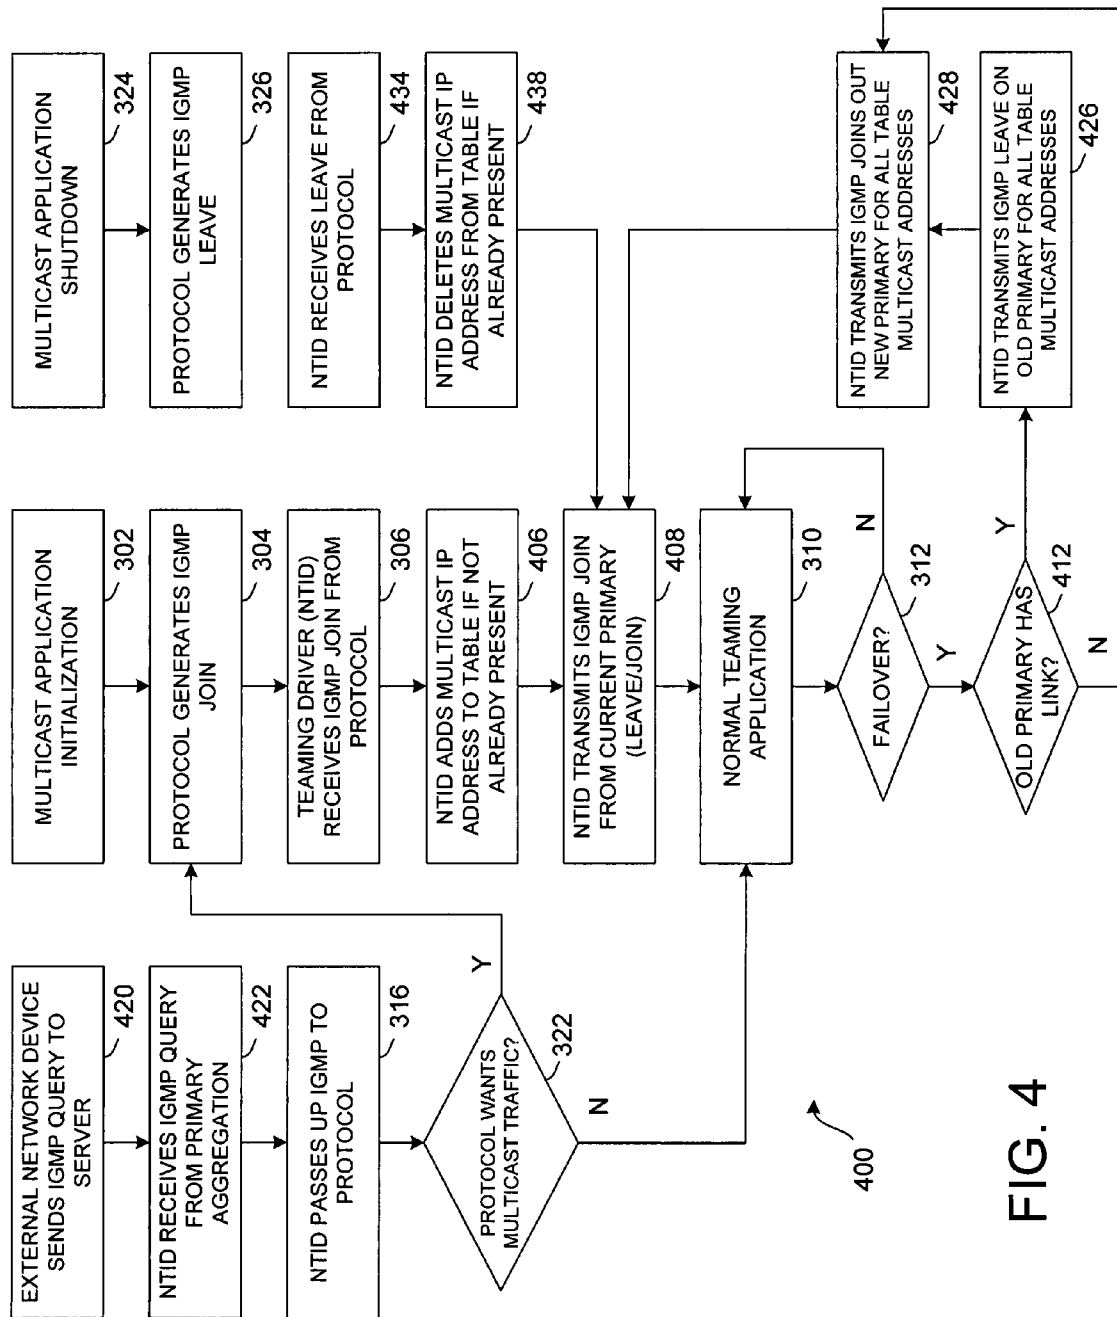 EXTERNAL NETWORK DEVICE
SENDS IGMP QUERY TO
SERVER
420
NTID RECEIVES IGMP QUERY
FROM PRIMARY
AGGREGATION
422
NTID PASSES UP IGMP TO
PROTOCOL
316
PROTOCOL WANTS
MULTICAST TRAFFIC?
322
Y
N
MULTICAST APPLICATION
INITIALIZATION
302
PROTOCOL GENERATES IGMP
JOIN
304
TEAMING DRIVER (NTID)
RECEIVES IGMP JOIN FROM
PROTOCOL
306
NTID ADDS MULTICAST IP
ADDRESS TO TABLE IF NOT
ALREADY PRESENT
406
NTID TRANSMITS IGMP JOIN
FROM CURRENT PRIMARY
(LEAVE/JOIN)
408
NORMAL TEAMING
APPLICATION
310
FAILOVER?
312
N
Y
OLD PRIMARY HAS
LINK?
412
Y
N
MULTICAST APPLICATION
SHUTDOWN
324
PROTOCOL GENERATES IGMP
LEAVE
326
NTID RECEIVES LEAVE FROM
PROTOCOL
434
NTID DELETES MULTICAST IP
ADDRESS FROM TABLE IF
ALREADY PRESENT
438
NTID TRANSMITS IGMP JOINS OUT
NEW PRIMARY FOR ALL TABLE
MULTICAST ADDRESSES
428
NTID TRANSMITS IGMP LEAVE ON
OLD PRIMARY FOR ALL TABLE
MULTICAST ADDRESSES
426
400
FIG. 4